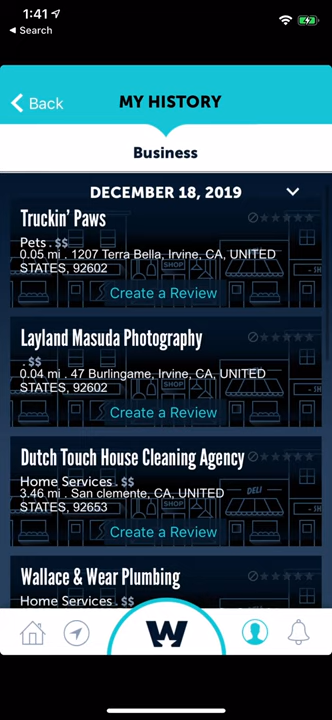 1:41
Search
Back
MY HISTORY
Business
DECEMBER 18, 2019
Truckin' Paws
Pets . $$
0.05 mi . 1207 Terra Bella, Irvine, CA, UNITED
STATES, 92602
SHOP
Create a Review
Layland Masuda Photography
. $$
0.04 mi . 47 Burlingame, Irvine, CA, UNITED
STATES, 92602
SHOP
Create a Review
Dutch Touch House Cleaning Agency
Home Services . $$
3.46 mi . San clemente, CA, UNITED
STATES, 92653
DELI
Create a Review
Wallace & Wear Plumbing
Home Services . $$